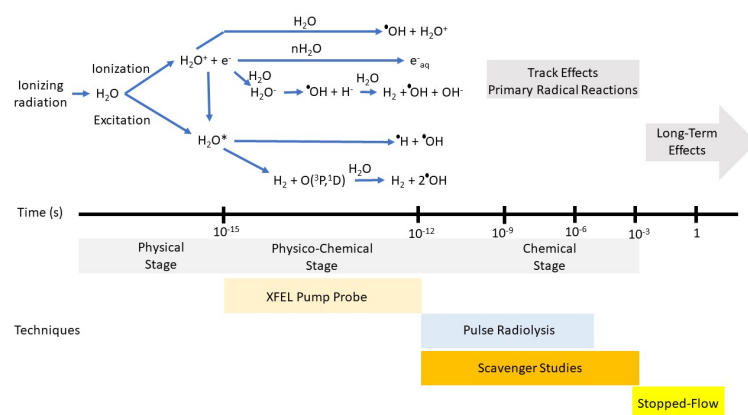 H₂O
•OH + H₂O⁺
Ionization
H₂O⁺ + e⁻
nH₂O
e⁻aq
Track Effects
Primary Radical Reactions
H₂O
H₂O
Ionizing
radiation
H₂O
H₂O⁻
•OH + H⁻
H₂ + •OH + OH⁻
Excitation
Long-Term
Effects
H₂O*
•H + •OH
H₂O
H₂ + O(³P,¹D)
H₂ + 2•OH
Time (s)
10⁻¹⁵
10⁻¹²
10⁻⁹
10⁻⁶
10⁻³
1
Physical
Stage
Physico-Chemical
Stage
Chemical
Stage
XFEL Pump Probe
Techniques
Pulse Radiolysis
Scavenger Studies
Stopped-Flow